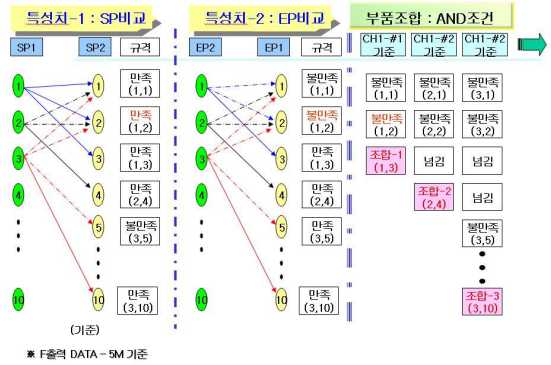 특성치-1 : SP비교
특성치-2 : EP비교
부품조합 : AND조건
SP1
SP2
규격
EP2
EP1
규격
CH1-#1
기준
CH1-#2
기준
CH1-#2
기준
1
1
만족
(1,1)
1
1
불만족
(1,1)
불만족
(1,1)
불만족
(2,1)
불만족
(3,1)
2
2
만족
(1,2)
2
2
불만족
(1,2)
불만족
(1,2)
불만족
(2,2)
불만족
(3,2)
3
3
만족
(1,3)
3
3
만족
(1,3)
조합-1
(1,3)
넘김
넘김
4
4
만족
(2,4)
4
4
만족
(2,4)
조합-2
(2,4)
넘김
5
불만족
(3,5)
5
만족
(3,5)
불만족
(3,5)
10
10
만족
(3,10)
10
10
만족
(3,10)
조합-3
(3,10)
(기준)
※ F출력 DATA – 5M 기준